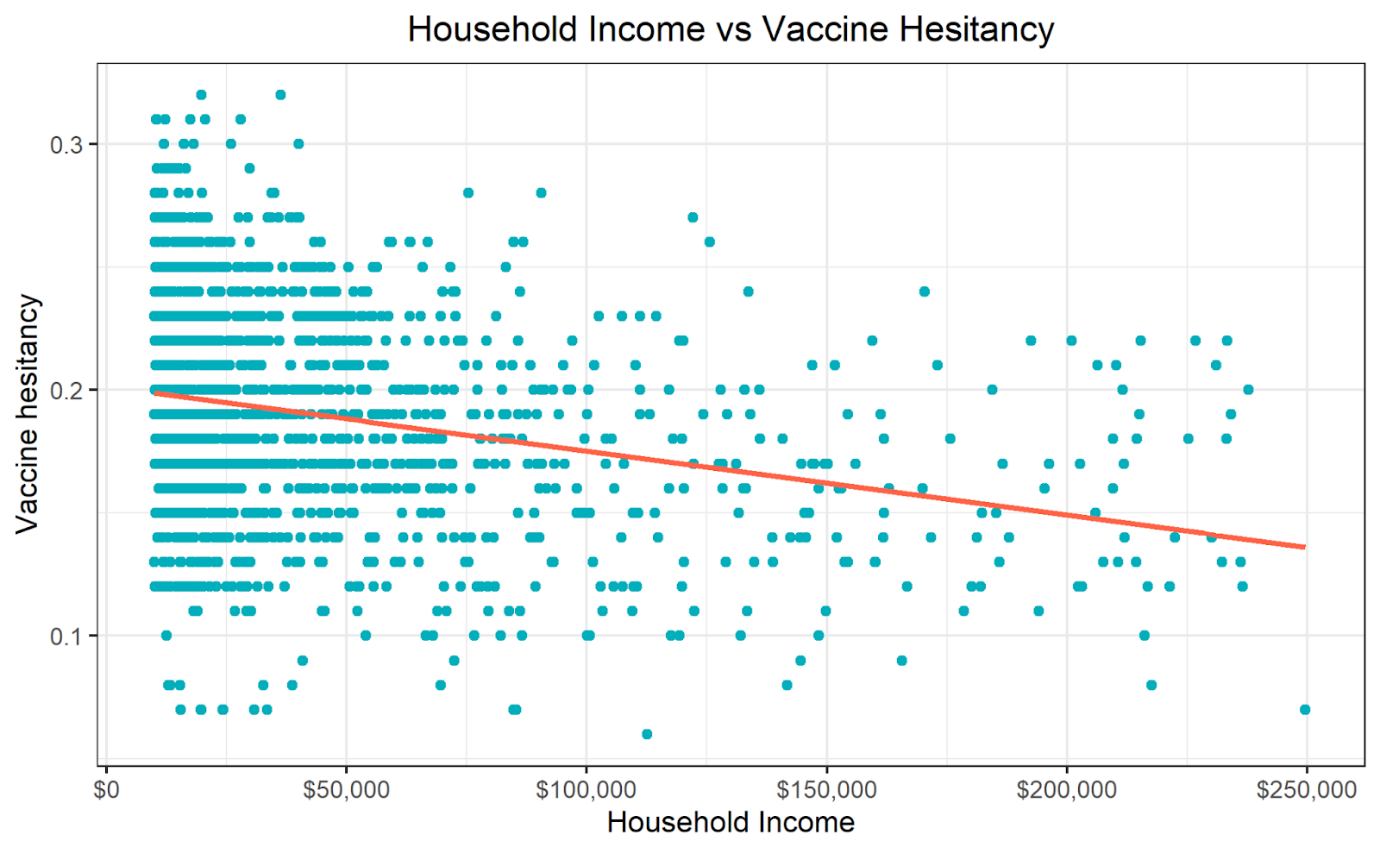 Household Income vs Vaccine Hesitancy
0.3
0.2
0.1
Vaccine hesitancy
$0 $50,000 $100,000 $150,000 $200,000 $250,000
Household Income